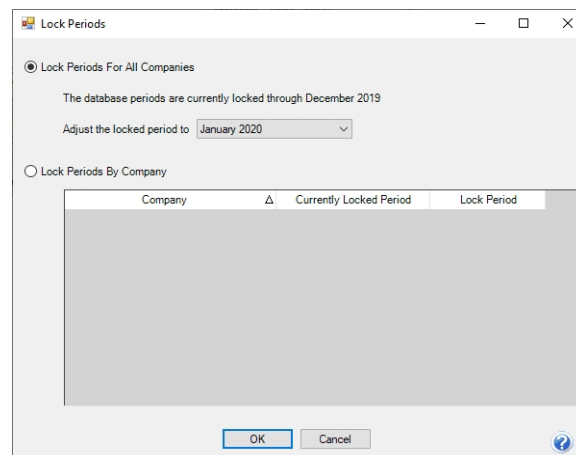 Lock Periods
Lock Periods For All Companies
The database periods are currently locked through December 2019
Adjust the locked period to January 2020
Lock Periods By Company
Company Currently Locked Period Lock Period
OK Cancel